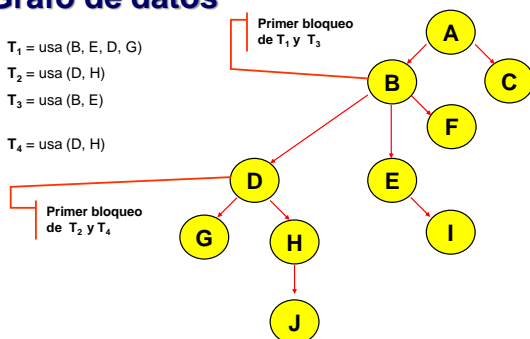 Grafo de datos
T1 = usa (B, E, D, G)
T2 = usa (D, H)
T3 = usa (B, E)
T4 = usa (D, H)
Primer bloqueo
de T1 y T3
A
B
C
F
D
E
Primer bloqueo
de T2 y T4
G
H
I
J